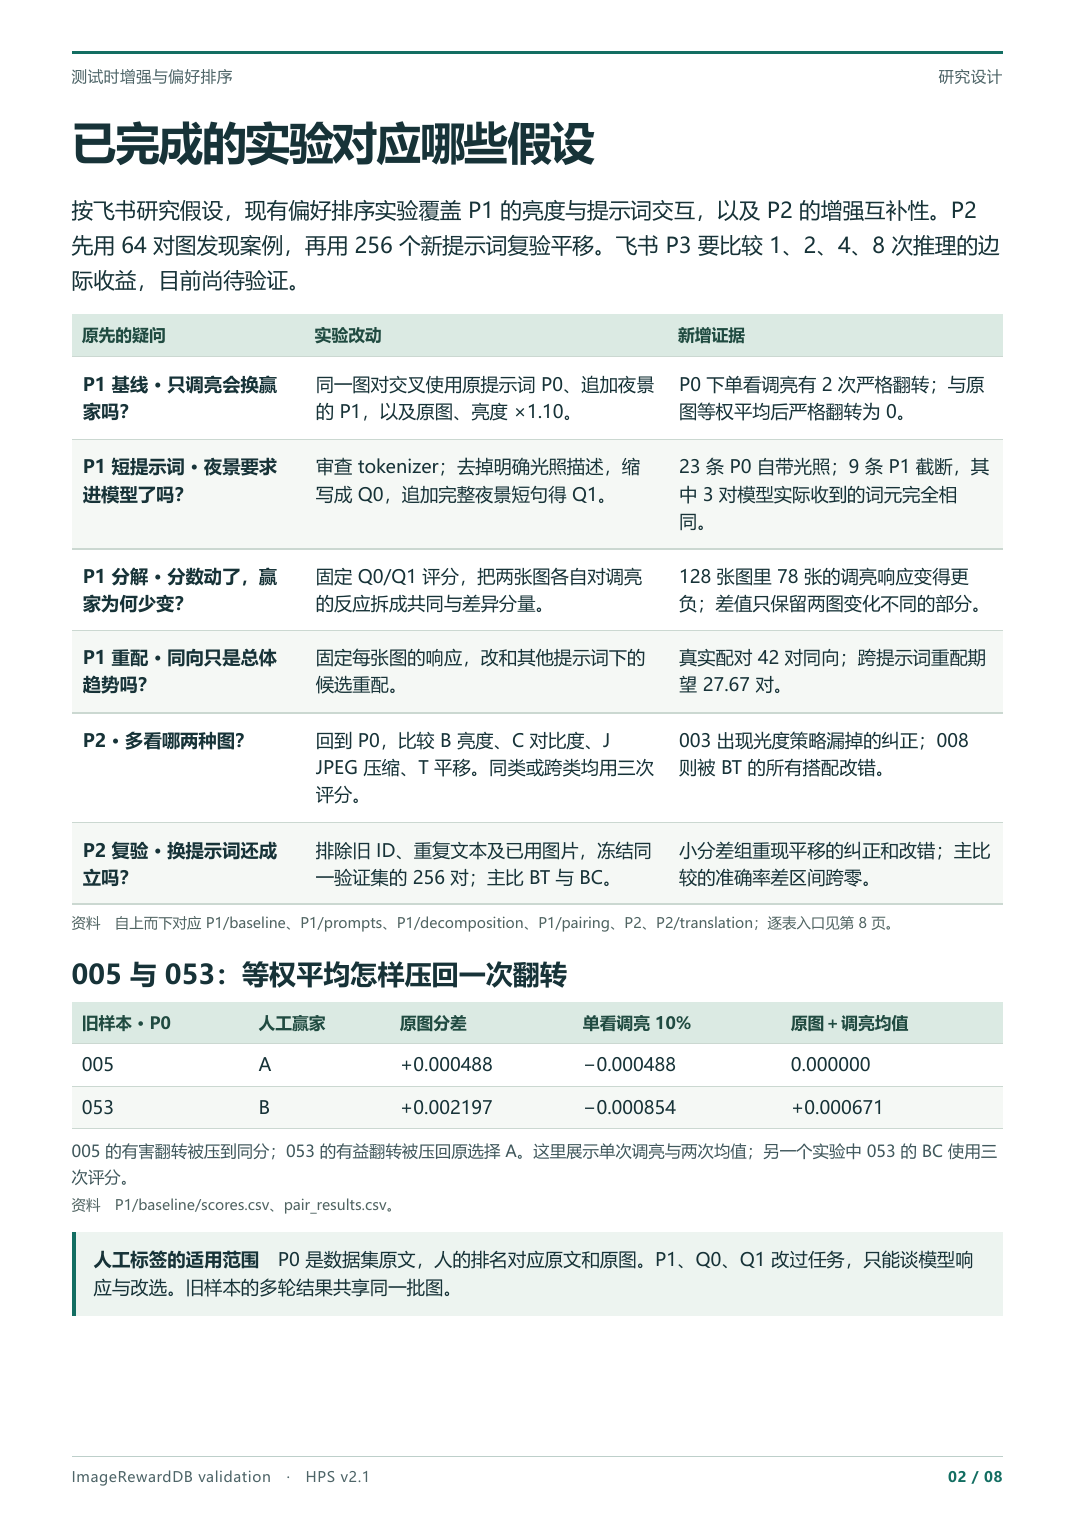 测试时增强与偏好排序
研究设计
已完成的实验对应哪些假设
按飞书研究假设，现有偏好排序实验覆盖 P1 的亮度与提示词交互，以及 P2 的增强互补性。P2
先用 64 对图发现案例，再用 256 个新提示词复验平移。飞书 P3 要比较 1、2、4、8 次推理的边
际收益，目前尚待验证。
原先的疑问
实验改动
新增证据
P1 基线 · 只调亮会换赢
家吗？
同一图对交叉使用原提示词 P0、追加夜景
的 P1，以及原图、亮度 ×1.10。
P0 下单看调亮有 2 次严格翻转；与原
图等权平均后严格翻转为 0。
P1 短提示词 · 夜景要求
进模型了吗？
审查 tokenizer；去掉明确光照描述，缩
写成 Q0，追加完整夜景短句得 Q1。
23 条 P0 自带光照；9 条 P1 截断，其
中 3 对模型实际收到的词元完全相
同。
P1 分解 · 分数动了，赢
家为何少变？
固定 Q0/Q1 评分，把两张图各自对调亮
的反应拆成共同与差异分量。
128 张图里 78 张的调亮响应变得更
负；差值只保留两图变化不同的部分。
P1 重配 · 同向只是总体
趋势吗？
固定每张图的响应，改和其他提示词下的
候选重配。
真实配对 42 对同向；跨提示词重配期
望 27.67 对。
P2 · 多看哪两种图？
回到 P0，比较 B 亮度、C 对比度、J
JPEG 压缩、T 平移。同类或跨类均用三次
评分。
003 出现光度策略漏掉的纠正；008
则被 BT 的所有搭配改错。
P2 复验 · 换提示词还成
立吗？
排除旧 ID、重复文本及已用图片，冻结同
一验证集的 256 对；主比 BT 与 BC。
小分差组重现平移的纠正和改错；主比
较的准确率差区间跨零。
资料 自上而下对应 P1/baseline、P1/prompts、P1/decomposition、P1/pairing、P2、P2/translation；逐表入口见第 8 页。
005 与 053：等权平均怎样压回一次翻转
旧样本 · P0
人工赢家
原图分差
单看调亮 10%
原图 + 调亮均值
005
A
+0.000488
−0.000488
0.000000
053
B
+0.002197
−0.000854
+0.000671
005 的有害翻转被压到同分；053 的有益翻转被压回原选择 A。这里展示单次调亮与两次均值；另一个实验中 053 的 BC 使用三
次评分。
资料 P1/baseline/scores.csv、pair_results.csv。
人工标签的适用范围 P0 是数据集原文，人的排名对应原文和原图。P1、Q0、Q1 改过任务，只能谈模型响
应与改选。旧样本的多轮结果共享同一批图。
ImageRewardDB validation · HPS v2.1
02 / 08